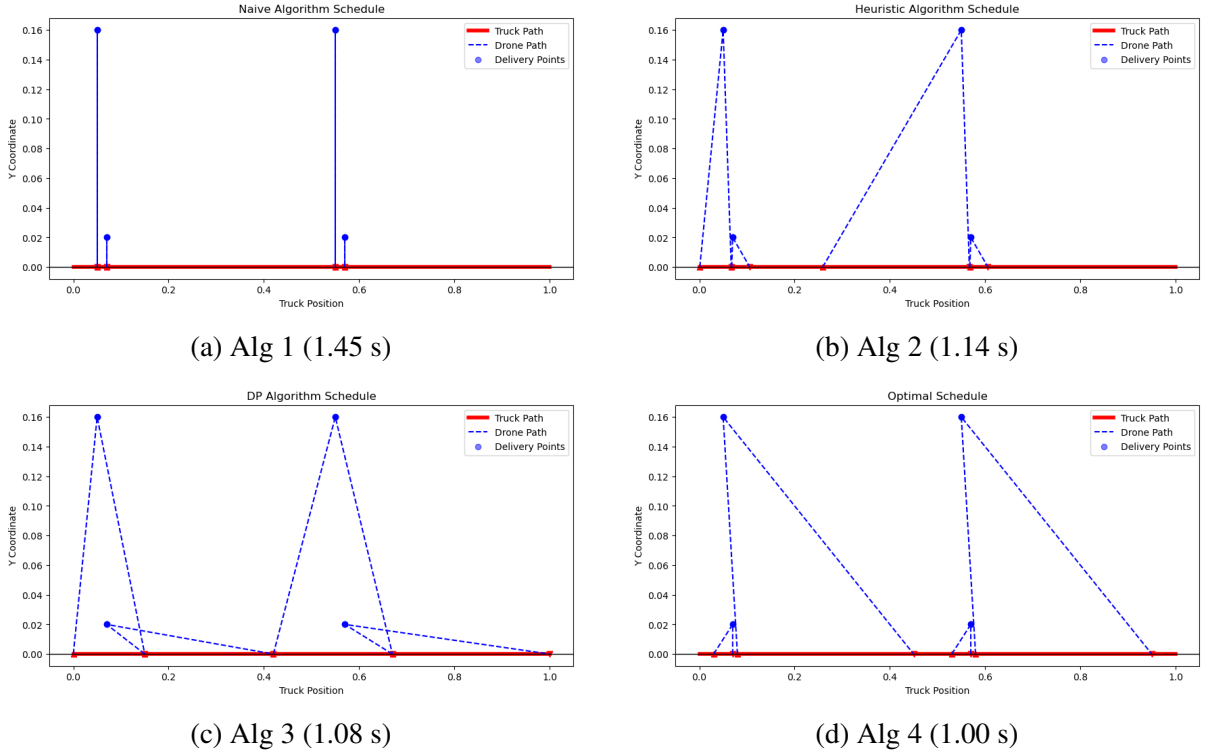 Naive Algorithm Schedule
Truck Path
Drone Path
Delivery Points
Y Coordinate
0.16
0.14
0.12
0.10
0.08
0.06
0.04
0.02
0.00
0.0 0.2 0.4 0.6 0.8 1.0
Truck Position
(a) Alg 1 (1.45 s)
Heuristic Algorithm Schedule
Truck Path
Drone Path
Delivery Points
Y Coordinate
0.16
0.14
0.12
0.10
0.08
0.06
0.04
0.02
0.00
0.0 0.2 0.4 0.6 0.8 1.0
Truck Position
(b) Alg 2 (1.14 s)
DP Algorithm Schedule
Truck Path
Drone Path
Delivery Points
Y Coordinate
0.16
0.14
0.12
0.10
0.08
0.06
0.04
0.02
0.00
0.0 0.2 0.4 0.6 0.8 1.0
Truck Position
(c) Alg 3 (1.08 s)
Optimal Schedule
Truck Path
Drone Path
Delivery Points
Y Coordinate
0.16
0.14
0.12
0.10
0.08
0.06
0.04
0.02
0.00
0.0 0.2 0.4 0.6 0.8 1.0
Truck Position
(d) Alg 4 (1.00 s)